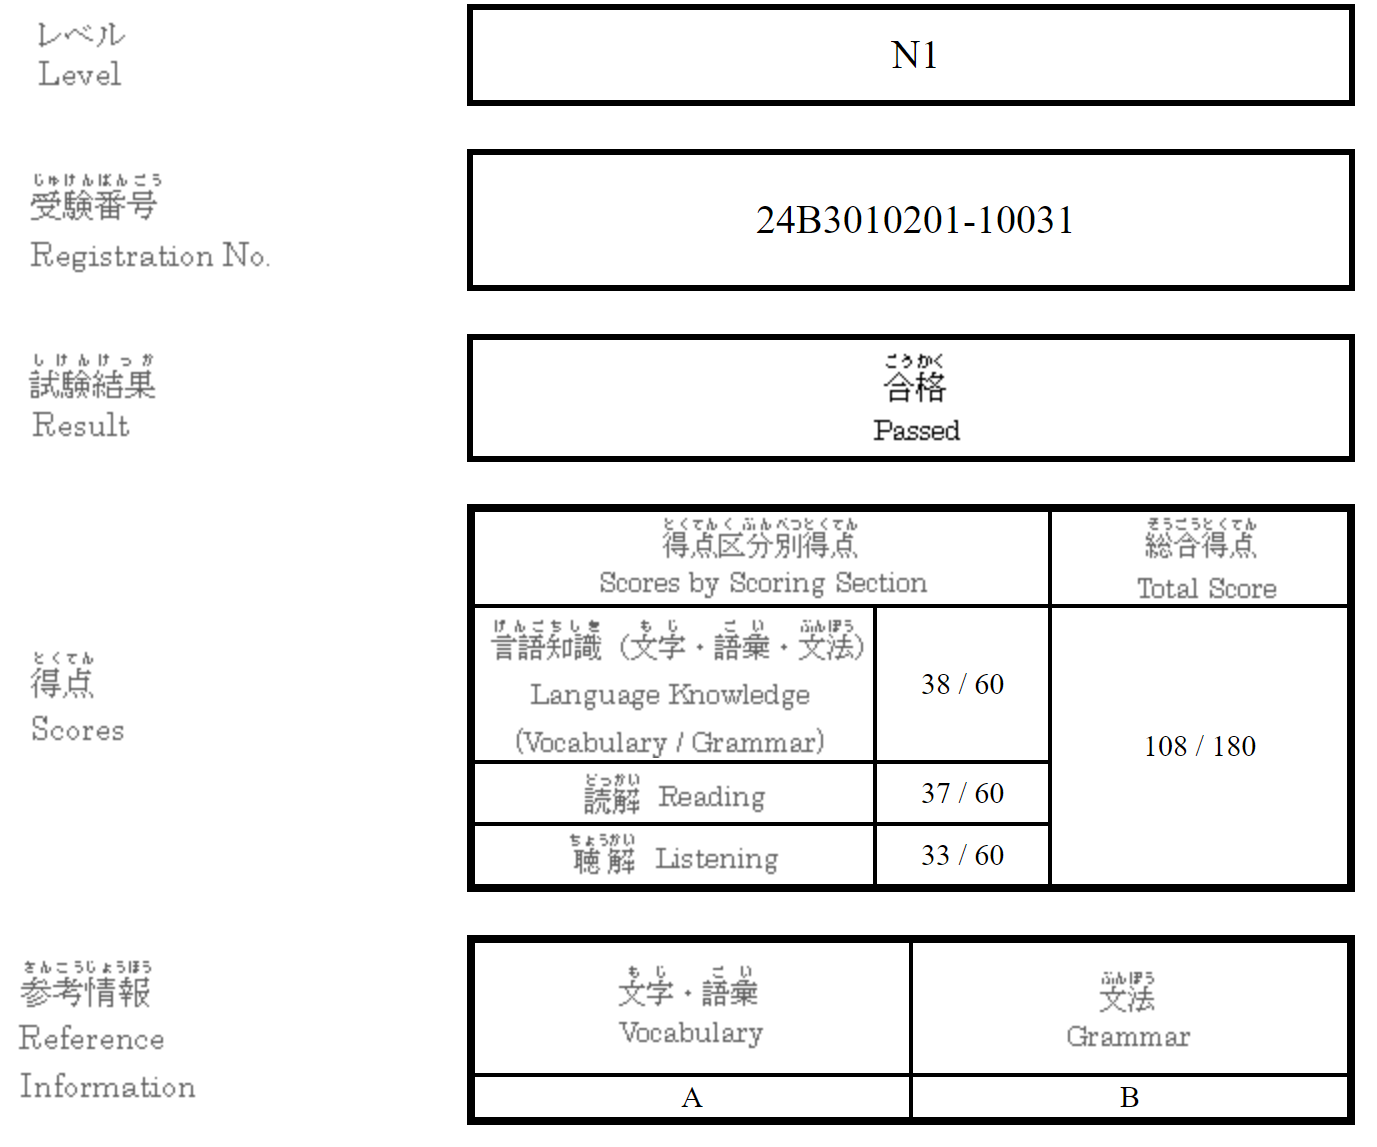 レベル
Level
N1
じゅけんばんごう
受験番号
Registration No.
24B3010201-10031
しけんけっか
試験結果
Result
ごうかく
合格
Passed
とくてん
得点
Scores
とくてんくぶんべつとくてん
得点区分別得点
Scores by Scoring Section
そうごうとくてん
総合得点
Total Score
げんごちしき もじ ごい ぶんぽう
言語知識（文字・語彙・文法）
Language Knowledge
(Vocabulary / Grammar)
38 / 60
どっかい
読解 Reading
37 / 60
ちょうかい
聴解 Listening
33 / 60
108 / 180
さんこうじょうほう
参考情報
Reference
Information
もじ ごい
文字・語彙
Vocabulary
ぶんぽう
文法
Grammar
A
B